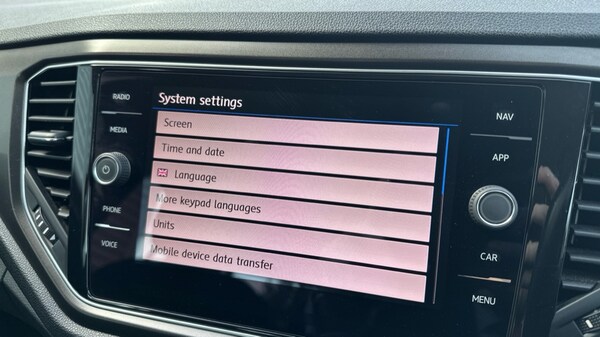 System settings
Screen
Time and date
Language
More keypad languages
Units
Mobile device data transfer
RADIO
MEDIA
PHONE
VOICE
NAV
APP
CAR
MENU